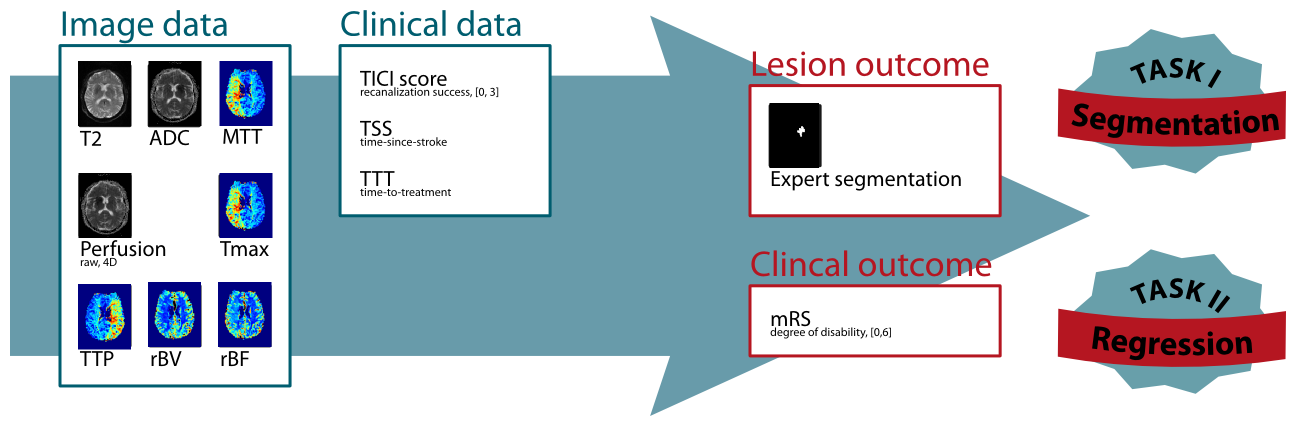 Image data
T2
ADC
MTT
Perfusion
raw, 4D
Tmax
TTP
rBV
rBF
Clinical data
TICI score
recanalization success, [0, 3]
TSS
time-since-stroke
TTT
time-to-treatment
Lesion outcome
Expert segmentation
Clincal outcome
mRS
degree of disability, [0,6]
TASK I
Segmentation
TASK II
Regression